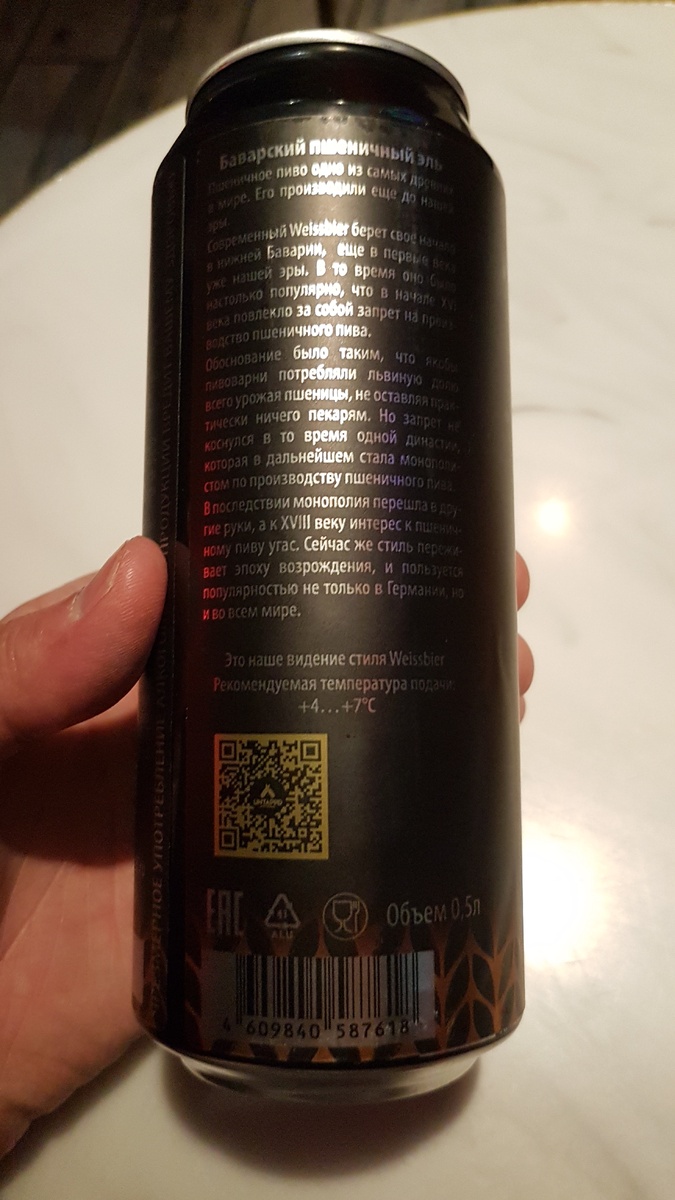 Баварский пшеничный эль
Пшеничное пиво одно из самых древних
в мире. Его производили еще до нашей
эры.
Современный Weissbier берет свое начало
в нижней Баварии, еще в первые века
уже нашей эры. В то время оно было
настолько популярно, что в начале XVI
века повлекло за собой запрет на произ-
водство пшеничного пива.
Обоснование было таким, что якобы
пивоварни потребляли львиную долю
всего урожая пшеницы, не оставляя прак-
тически ничего пекарям. Но запрет не
коснулся в то время одной династии,
которая в дальнейшем стала монополи-
стом по производству пшеничного пива.
В последствии монополия перешла в дру-
гие руки, а к XVIII веку интерес к пшенич-
ному пиву угас. Сейчас же стиль пережи-
вает эпоху возрождения, и пользуется
популярностью не только в Германии, но
и во всем мире.
Это наше видение стиля Weissbier
Рекомендуемая температура подачи:
+4...+7°C
UNTAPPD
EAC
41
ALU
Объем 0,5л
4 609840 587618
ЧРЕЗМЕРНОЕ УПОТРЕБЛЕНИЕ